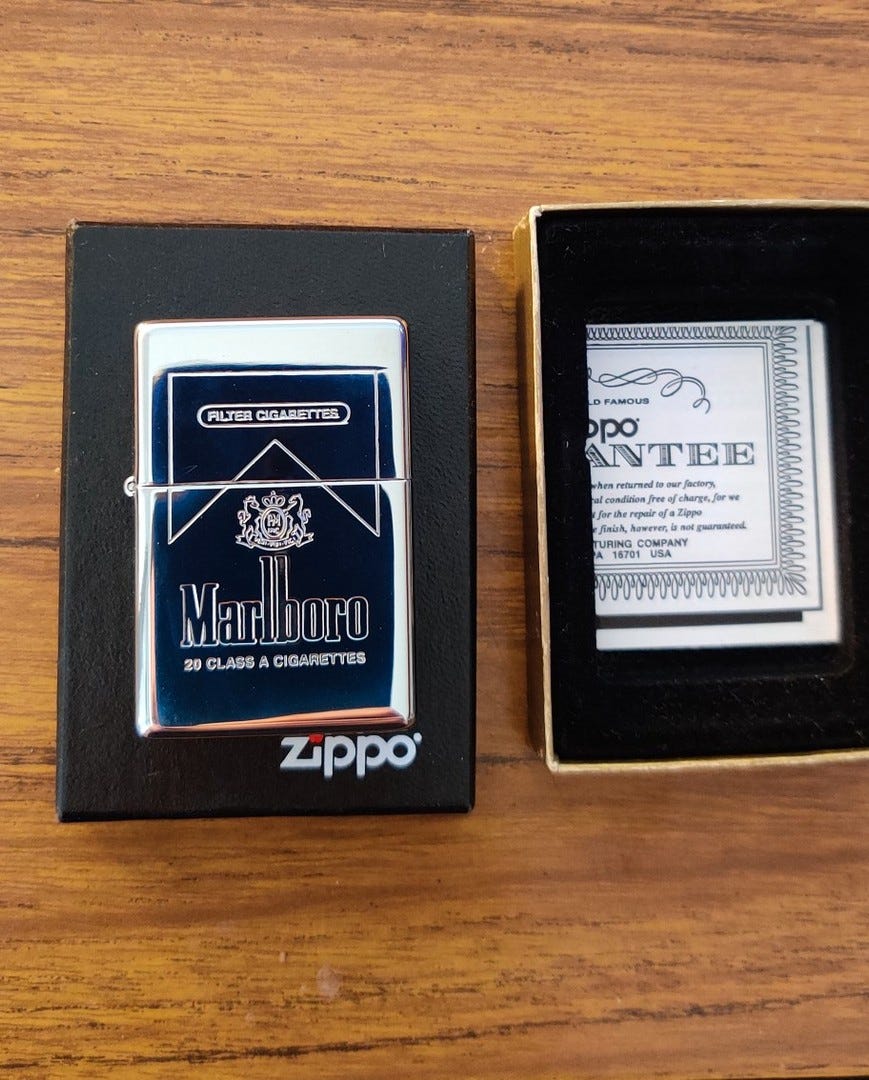 FILTER CIGARETTES
PM
Marlboro
20 CLASS A CIGARETTES
zippo
LD FAMOUS
ppo
ANTEE
when returned to our factory,
al condition free of charge, for we
t for the repair of a Zippo
e finish, however, is not guaranteed.
TURING COMPANY
PA 16701 USA